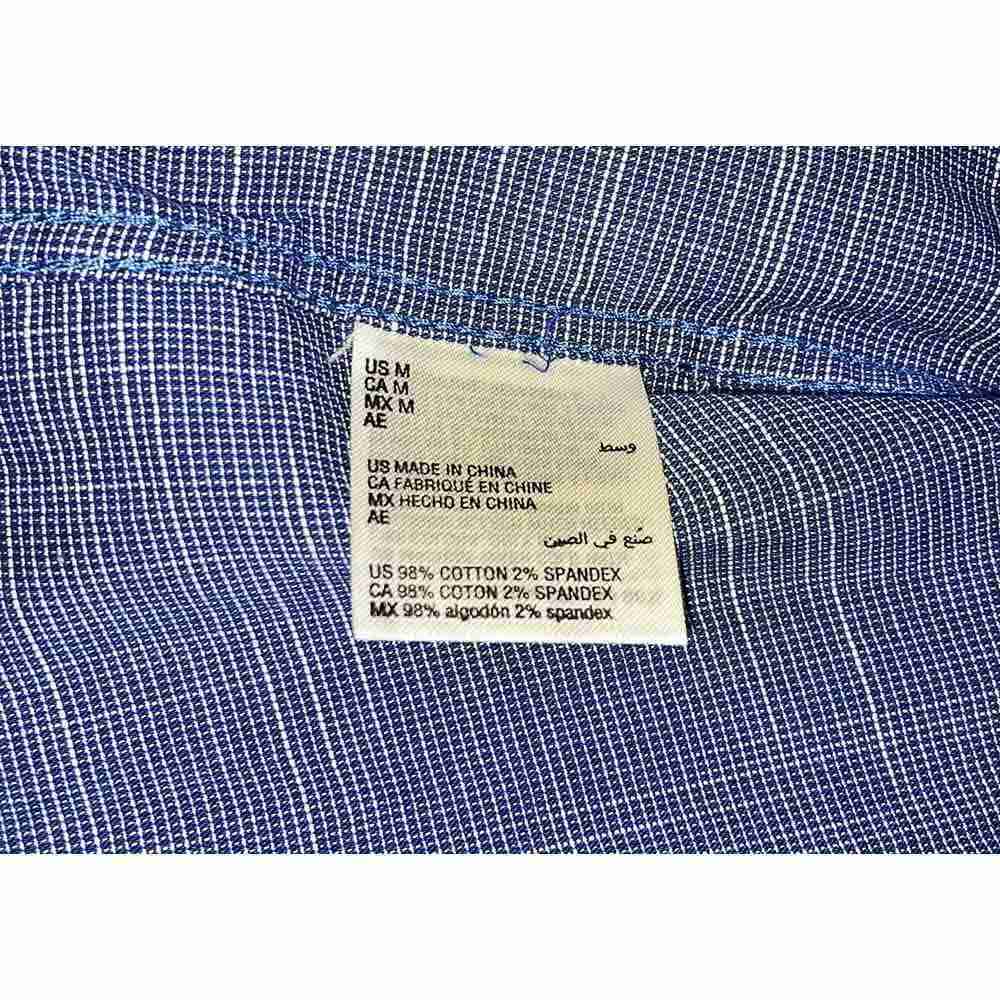 US M
CA M
MX M
AE
وسط
US MADE IN CHINA
CA FABRIQUÉ EN CHINE
MX HECHO EN CHINA
AE
صُنع في الصين
US 98% COTTON 2% SPANDEX
CA 98% COTON 2% SPANDEX
MX 98% algodón 2% spandex